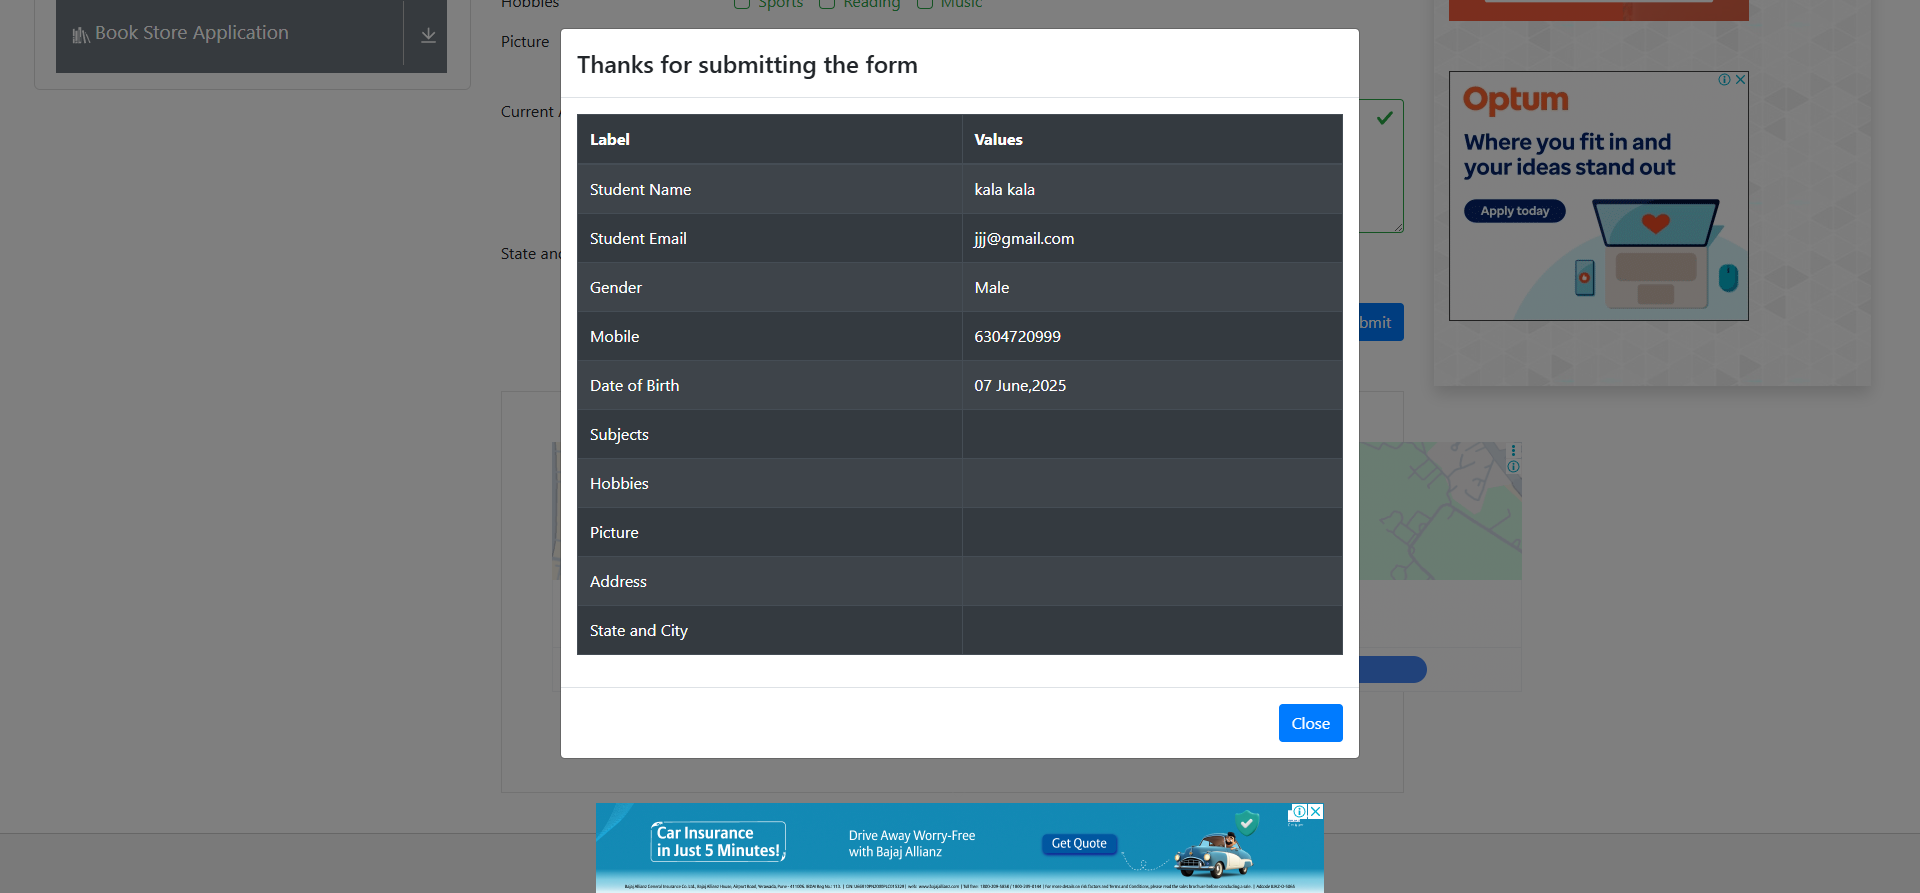 Hobbies
Sports
Reading
Music
Book Store Application
Picture
Thanks for submitting the form
Current
Label Values
Student Name kala kala
Student Email jjj@gmail.com
Gender Male
Mobile 6304720999
Date of Birth 07 June,2025
Subjects
Hobbies
Picture
Address
State and City
State and
bmit
Close
Optum
Where you fit in and
your ideas stand out
Apply today
Car Insurance
in Just 5 Minutes!
Drive Away Worry-Free
with Bajaj Allianz
Get Quote